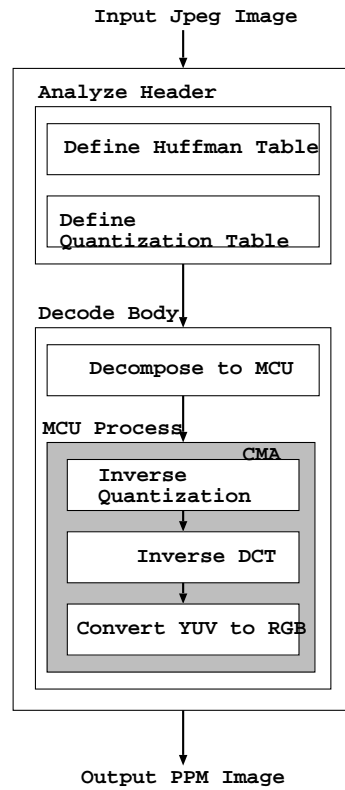 Input Jpeg Image
Analyze Header
Define Huffman Table
Define
Quantization Table
Decode Body
Decompose to MCU
MCU Process
CMA
Inverse
Quantization
Inverse DCT
Convert YUV to RGB
Output PPM Image